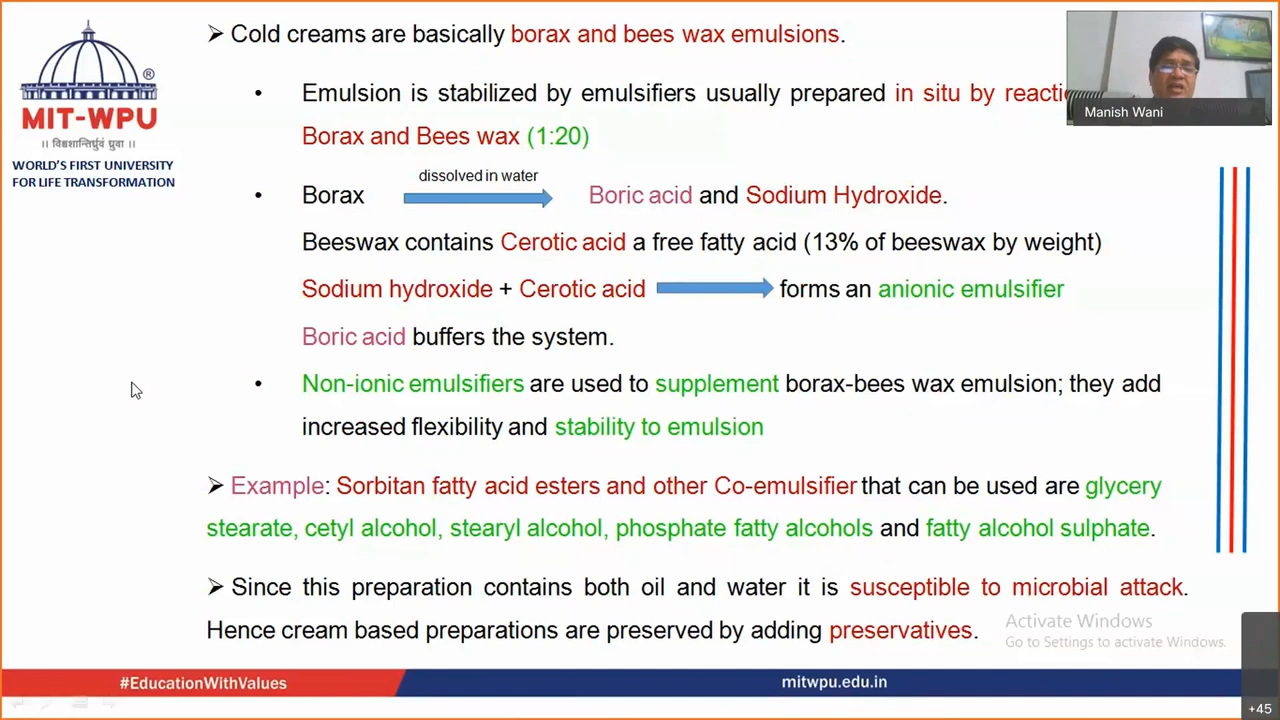 ➢ Cold creams are basically borax and bees wax emulsions.
• Emulsion is stabilized by emulsifiers usually prepared in situ by
Borax and Bees wax (1:20)
dissolved in water
• Borax Boric acid and Sodium Hydroxide.
Beeswax contains Cerotic acid a free fatty acid (13% of beeswax by weight)
Sodium hydroxide + Cerotic acid forms an anionic emulsifier
Boric acid buffers the system.
• Non-ionic emulsifiers are used to supplement borax-bees wax emulsion; they add
increased flexibility and stability to emulsion
➢ Example: Sorbitan fatty acid esters and other Co-emulsifier that can be used are glycery
stearate, cetyl alcohol, stearyl alcohol, phosphate fatty alcohols and fatty alcohol sulphate.
➢ Since this preparation contains both oil and water it is susceptible to microbial attack.
Hence cream based preparations are preserved by adding preservatives.
®
MIT-WPU
॥ विश्वशान्तिर्ध्रुवं ध्रुवा ॥
WORLD'S FIRST UNIVERSITY
FOR LIFE TRANSFORMATION
Manish Wani
Activate Windows
Go to Settings to activate Windows.
#EducationWithValues
mitwpu.edu.in
+45